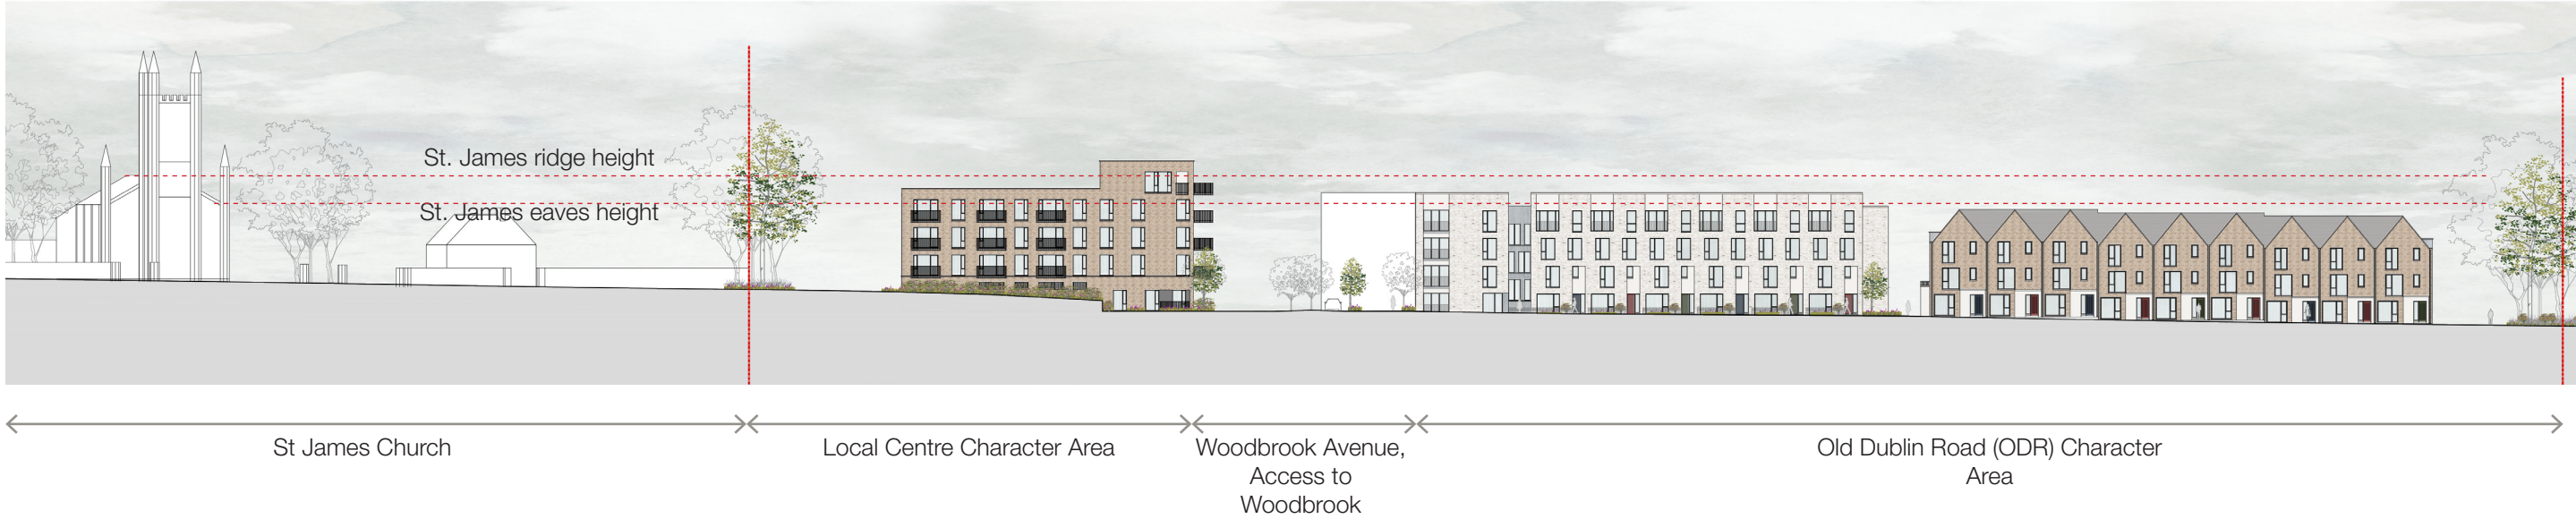 St. James ridge height
St. James eaves height
St James Church
Local Centre Character Area
Woodbrook Avenue,
Access to
Woodbrook
Old Dublin Road (ODR) Character
Area